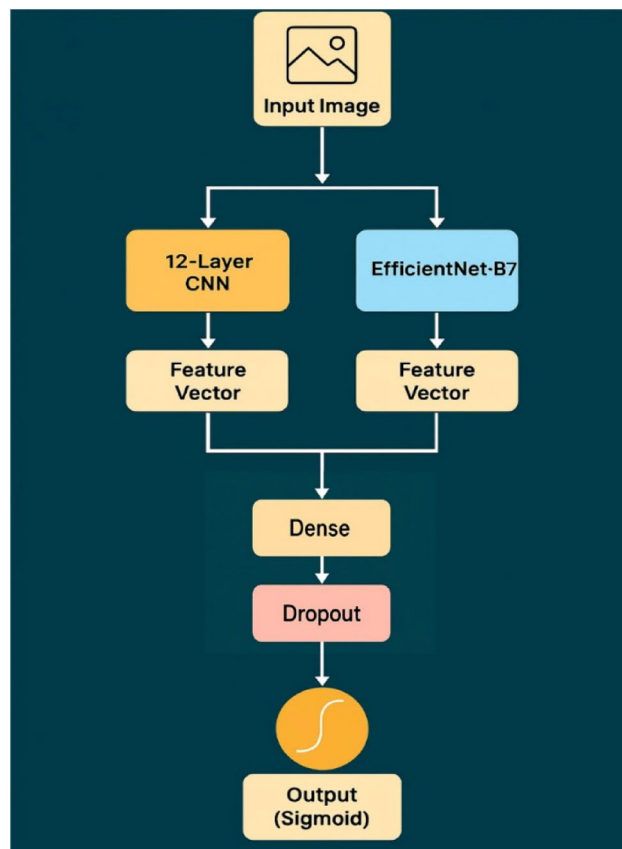 Input Image
12-Layer
CNN
EfficientNet-B7
Feature
Vector
Feature
Vector
Dense
Dropout
Output
(Sigmoid)